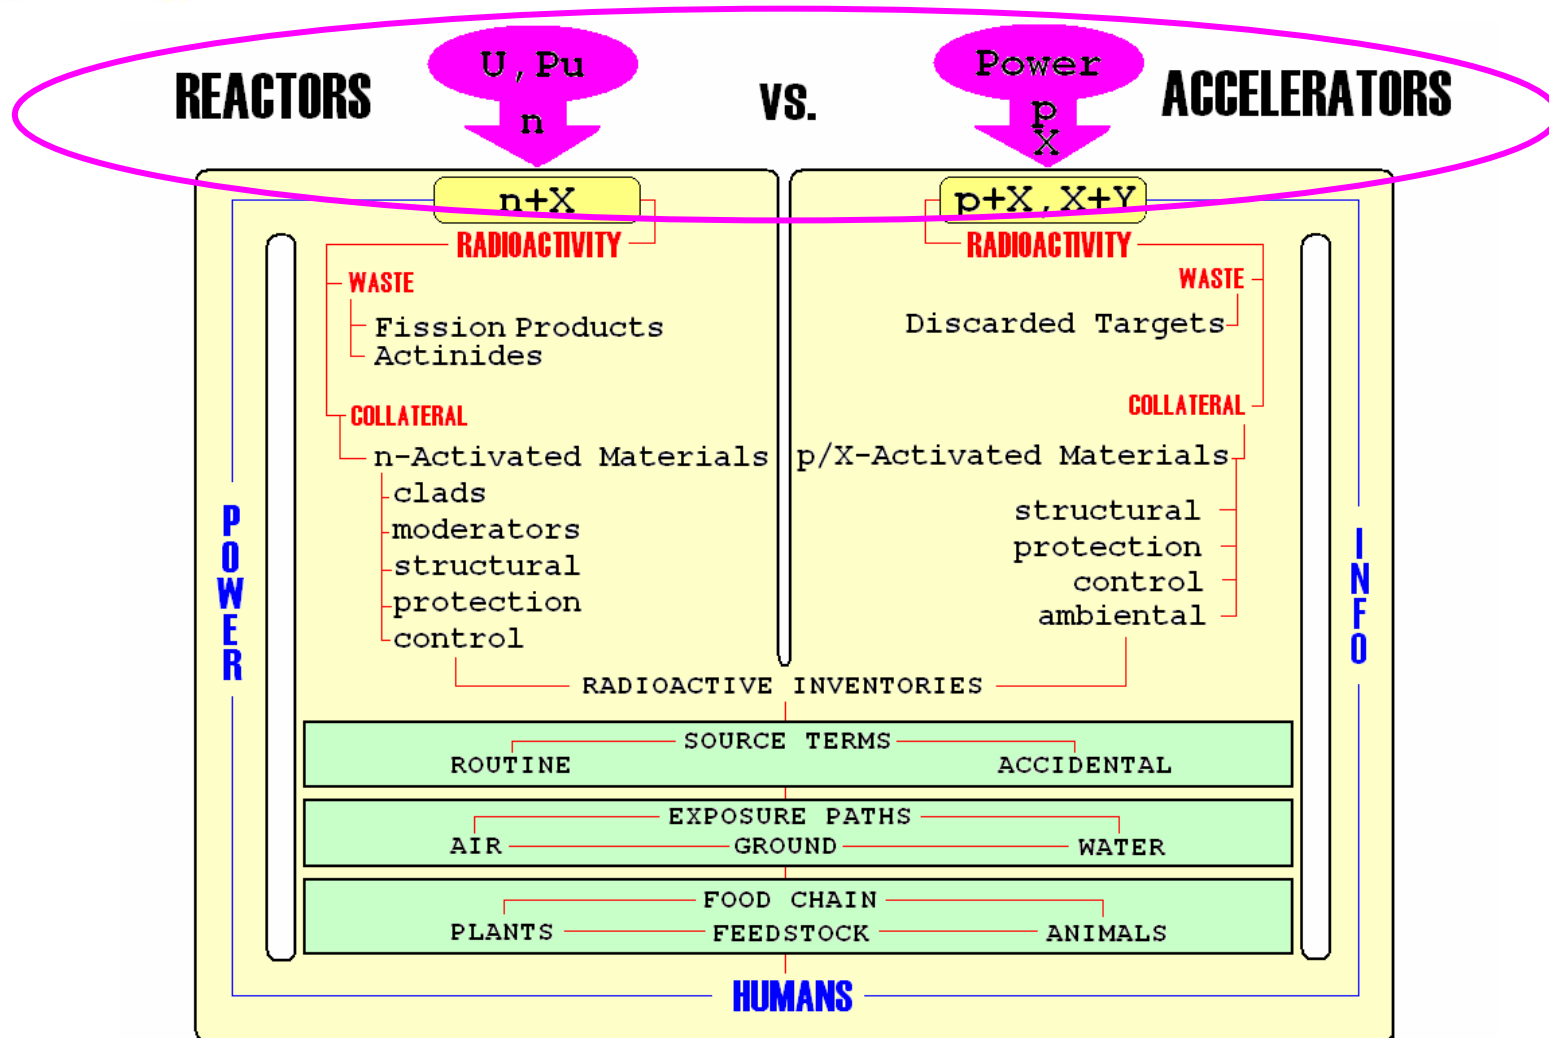 REACTORS
U, Pu
n
VS.
Power
p
X
ACCELERATORS
n+X
p+X, X+Y
RADIOACTIVITY
RADIOACTIVITY
WASTE
Fission Products
Actinides
WASTE
Discarded Targets
COLLATERAL
n-Activated Materials
clads
moderators
structural
protection
control
COLLATERAL
p/X-Activated Materials
structural
protection
control
ambiental
POWER
INFO
RADIOACTIVE INVENTORIES
SOURCE TERMS
ROUTINE ACCIDENTAL
EXPOSURE PATHS
AIR GROUND WATER
FOOD CHAIN
PLANTS FEEDSTOCK ANIMALS
HUMANS